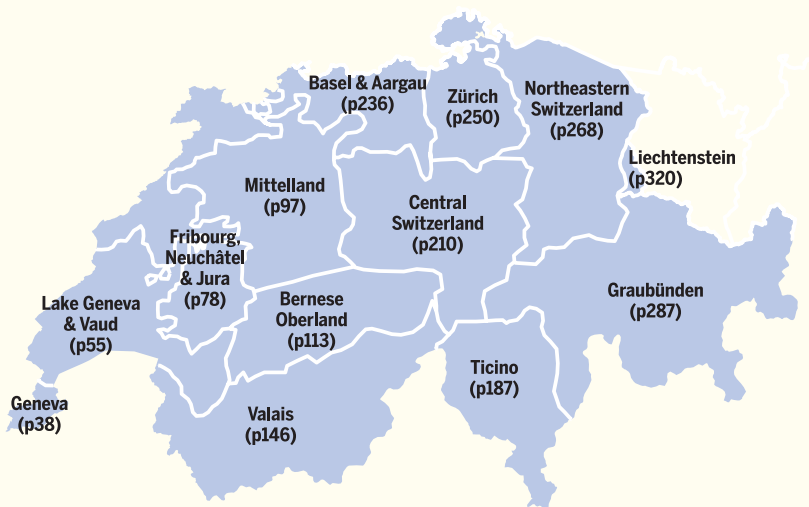 Basel & Aargau
(p236)
Zürich
(p250)
Northeastern
Switzerland
(p268)
Liechtenstein
(p320)
Mittelland
(p97)
Central
Switzerland
(p210)
Fribourg,
Neuchâtel
& Jura
(p78)
Lake Geneva
& Vaud
(p55)
Bernese
Oberland
(p113)
Graubünden
(p287)
Geneva
(p38)
Valais
(p146)
Ticino
(p187)